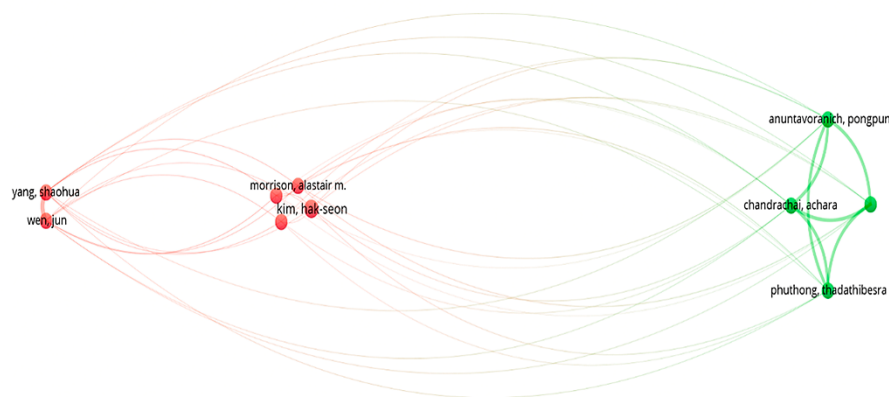 anuntavoranich, pongpun
yang, shaohua
morrison, alastair m.
chandrachai, achara
kim, hak-seon
wen, jun
phuthong, thadathibesra